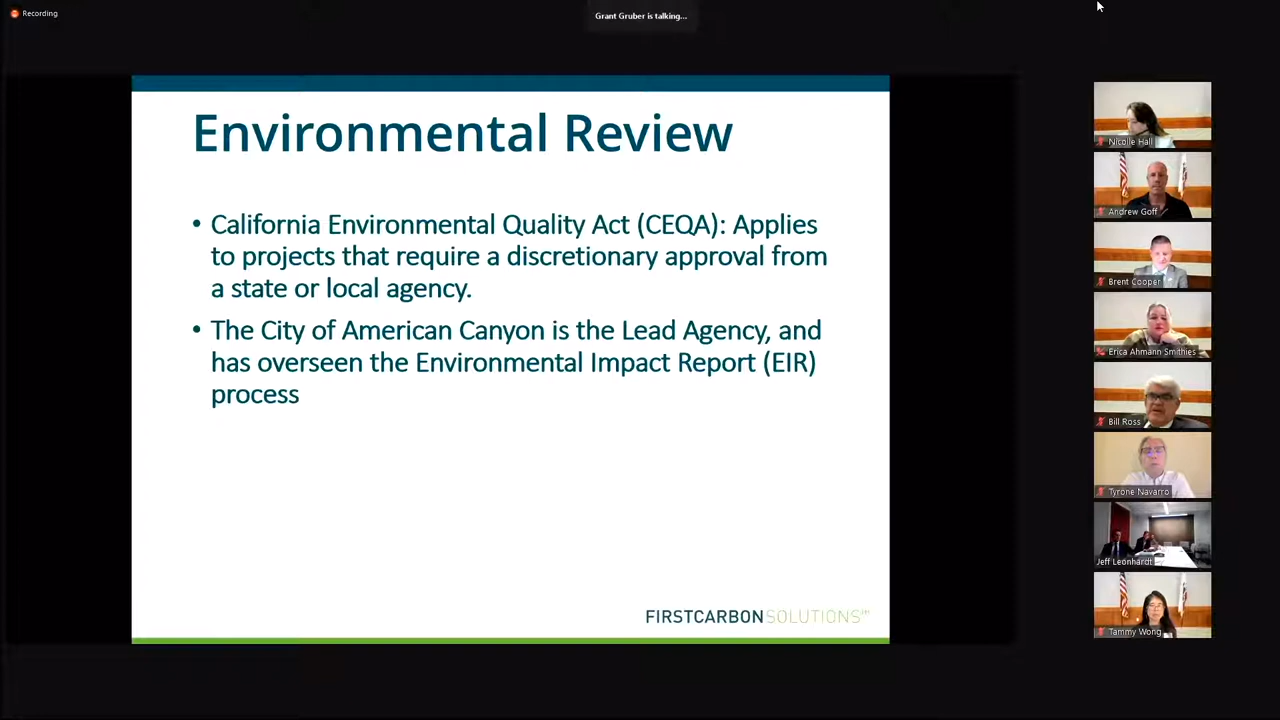 Recording
Grant Gruber is talking...
Environmental Review
• California Environmental Quality Act (CEQA): Applies
to projects that require a discretionary approval from
a state or local agency.
• The City of American Canyon is the Lead Agency, and
has overseen the Environmental Impact Report (EIR)
process
FIRSTCARBONSOLUTIONS℠
Nicolle Hall
Andrew Goff
Brent Cooper
Erica Ahmann Smithies
Bill Ross
Tyrone Navarro
Jeff Leonhardt
Tammy Wong